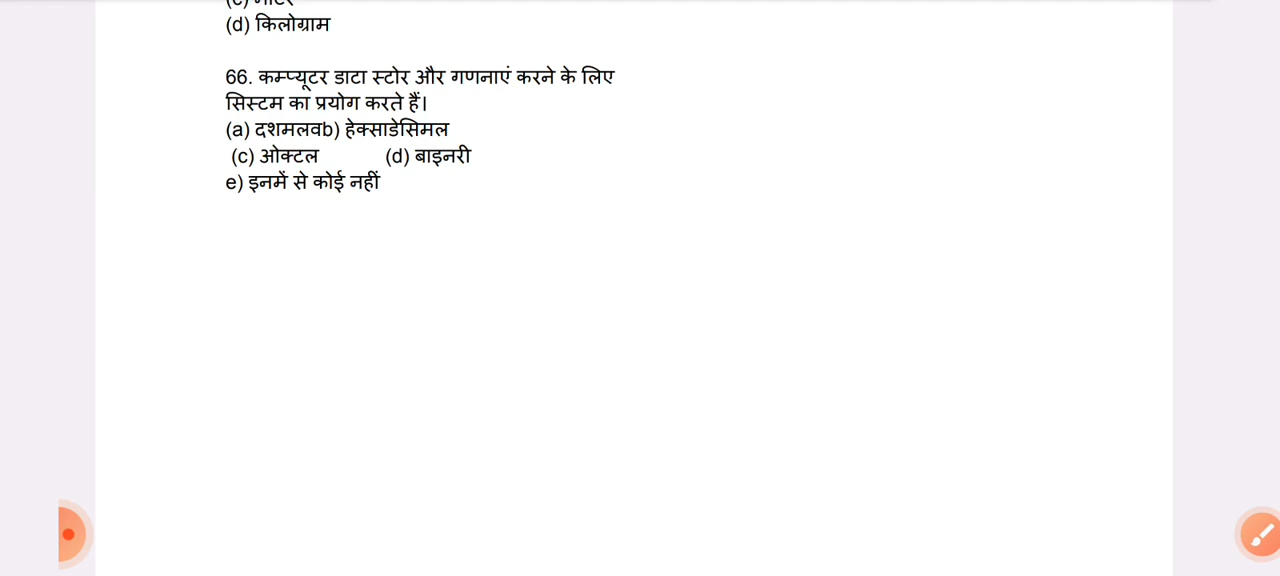 (d) किलोग्राम
66. कम्प्यूटर डाटा स्टोर और गणनाएं करने के लिए
सिस्टम का प्रयोग करते हैं।
(a) दशमलवb) हेक्साडेसिमल
(c) ओक्टल (d) बाइनरी
e) इनमें से कोई नहीं